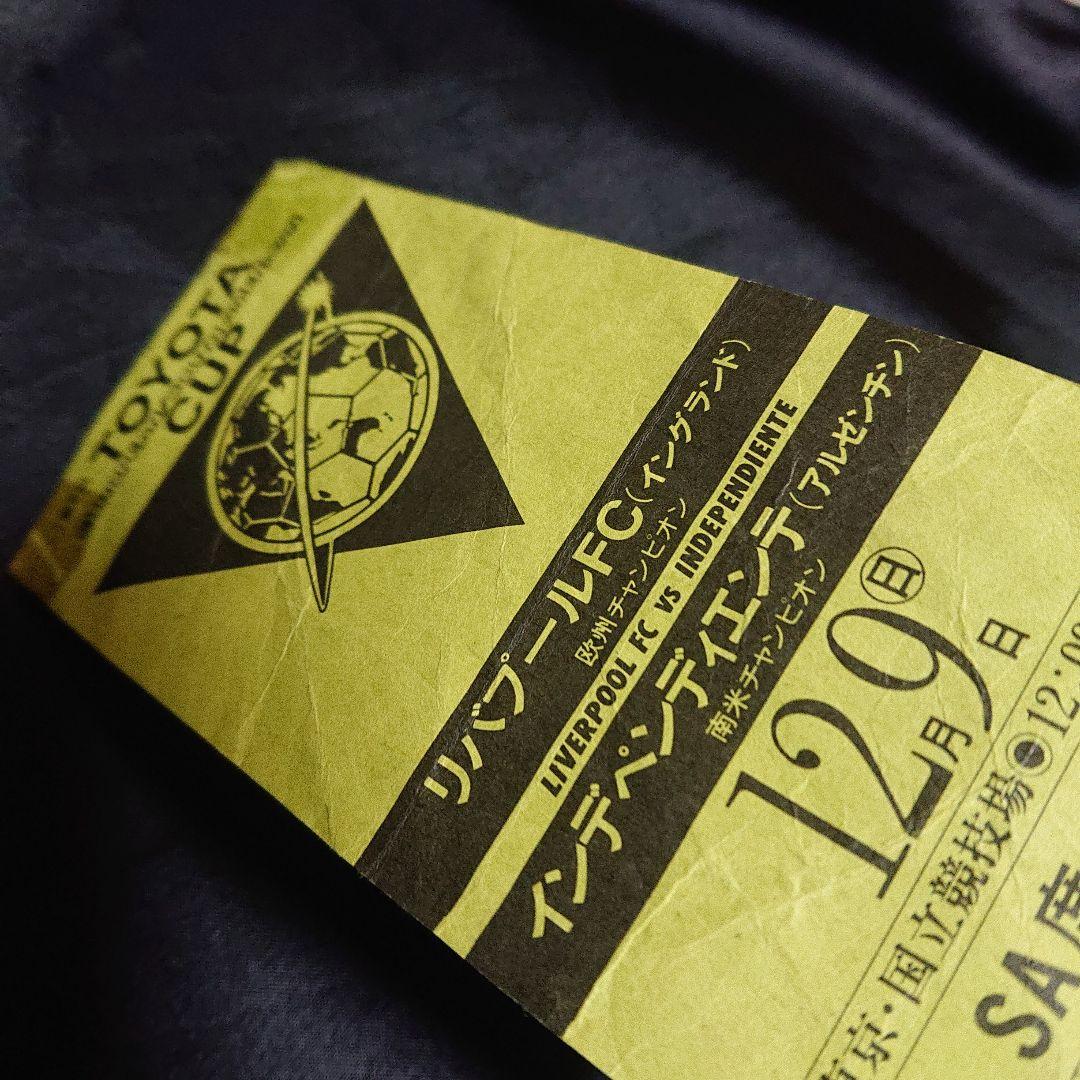 TOYOTA
CUP
リバプールFC(イングランド)
欧州チャンピオン
LIVERPOOL FC VS INDEPENDIENTE
インデペンディエンテ(アルゼンチン)
南米チャンピオン
12月9日㊐
東京・国立競技場●12:00
SA席